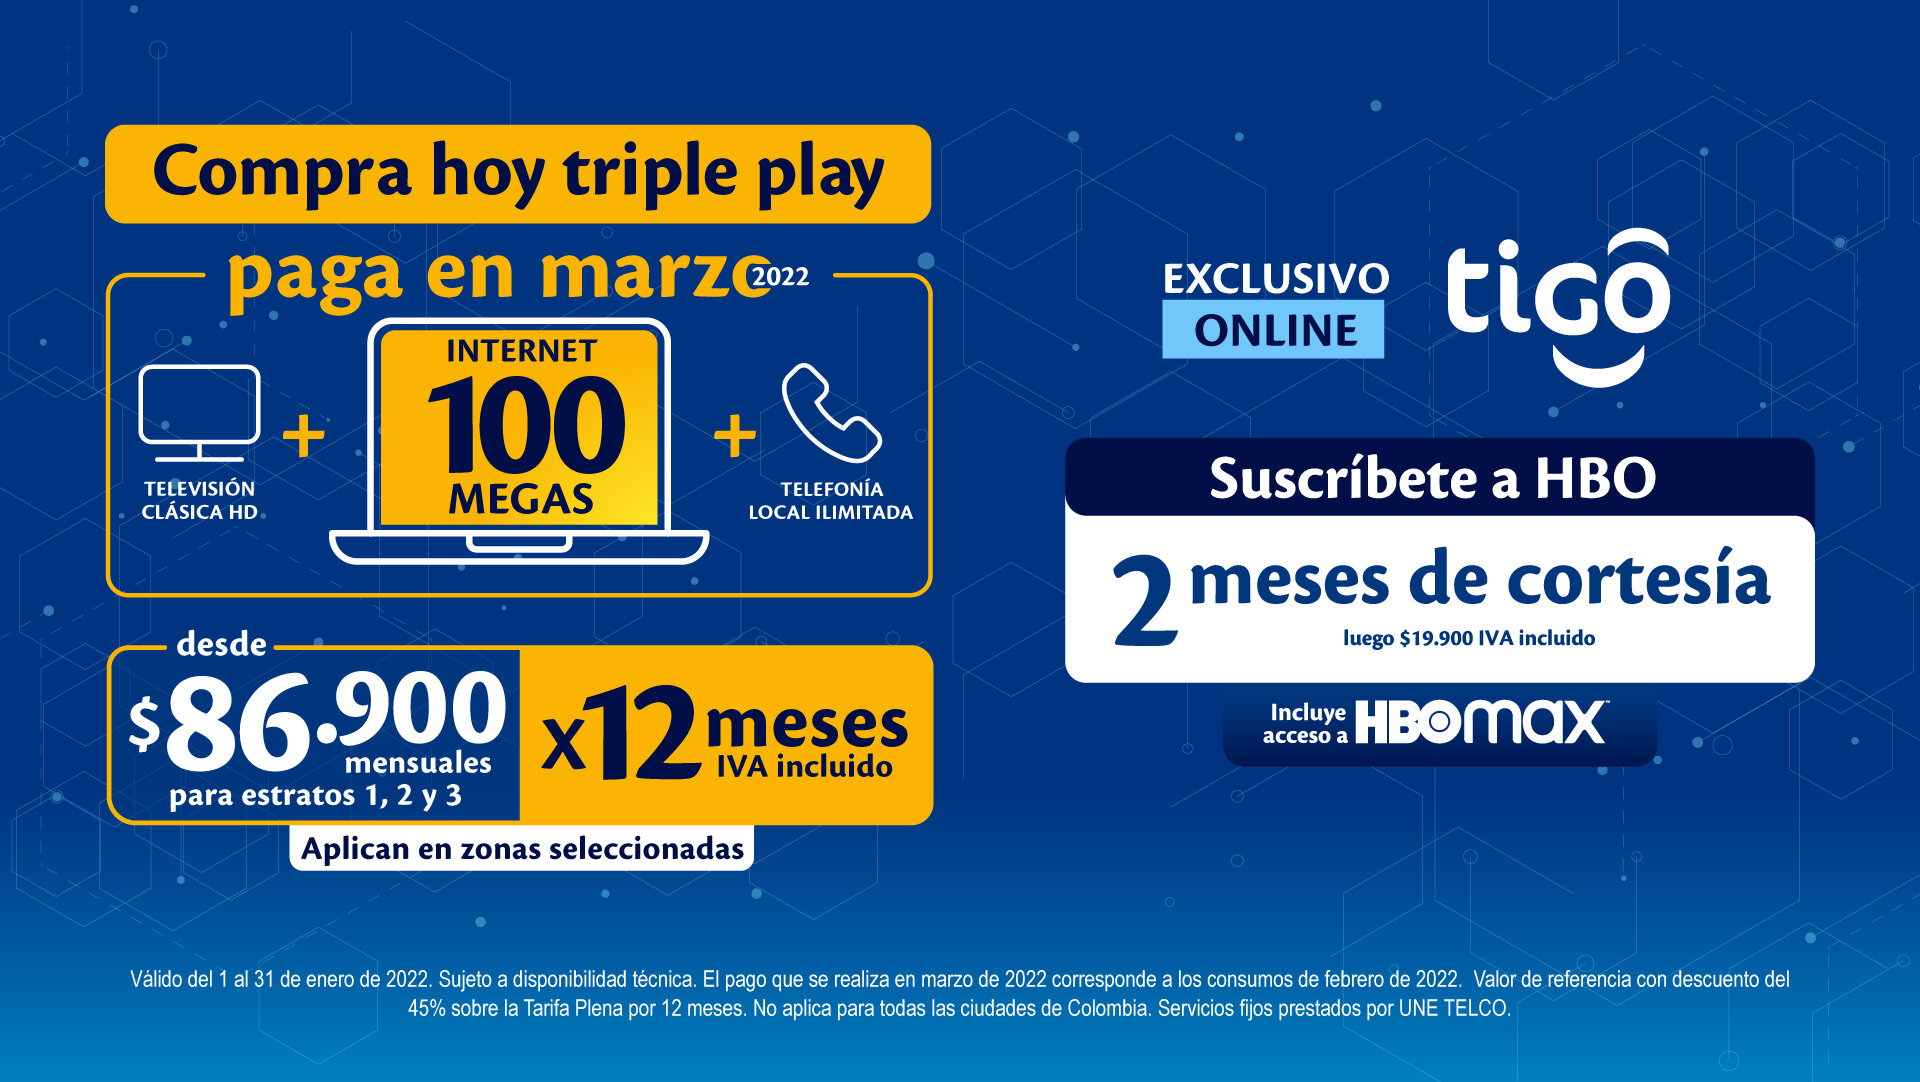 Compra hoy triple play
paga en marzo 2022
TELEVISIÓN
CLÁSICA HD
+
INTERNET
100
MEGAS
+
TELEFONÍA
LOCAL ILIMITADA
desde
$86.900
mensuales
para estratos 1, 2 y 3
X12 meses
IVA incluido
Aplican en zonas seleccionadas
EXCLUSIVO
ONLINE
tigo
Suscríbete a HBO
2 meses de cortesía
luego $19.900 IVA incluido
Incluye
acceso a HBOMAX™
Válido del 1 al 31 de enero de 2022. Sujeto a disponibilidad técnica. El pago que se realiza en marzo de 2022 corresponde a los consumos de febrero de 2022. Valor de referencia con descuento del
45% sobre la Tarifa Plena por 12 meses. No aplica para todas las ciudades de Colombia. Servicios fijos prestados por UNE TELCO.